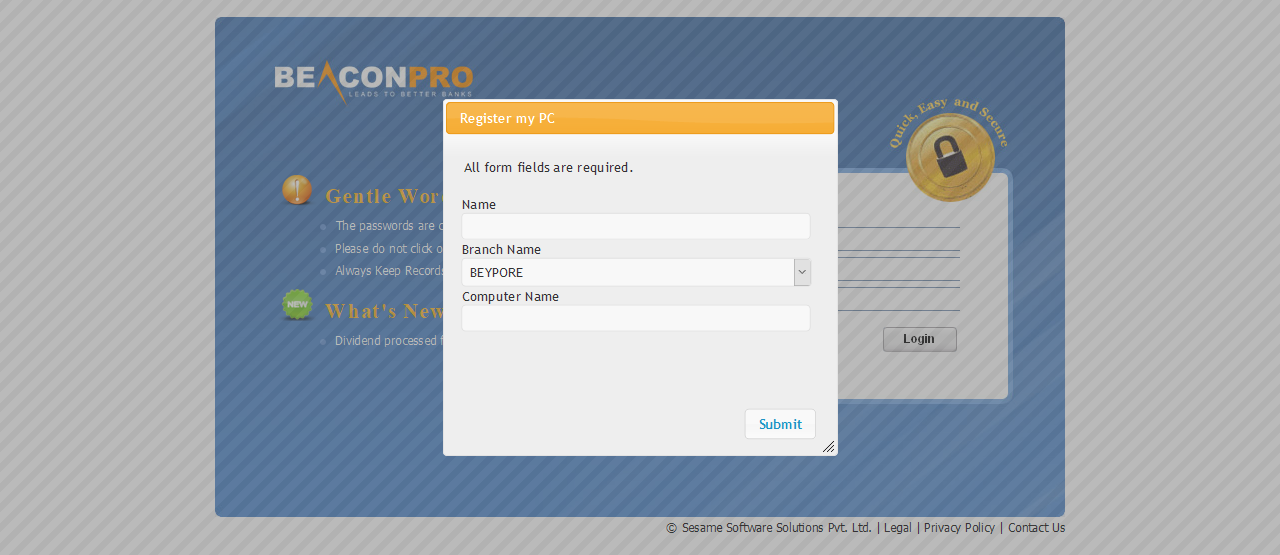 BEACONPRO
LEADS TO BETTER BANKS
Quick, Easy and Secure
Register my PC
All form fields are required.
Gentle Wor
The passwords are
Please do not click
Always Keep Records
Name
Branch Name
BEYPORE
Computer Name
NEW
What's New
Dividend processed
Login
Submit
© Sesame Software Solutions Pvt. Ltd. | Legal | Privacy Policy | Contact Us